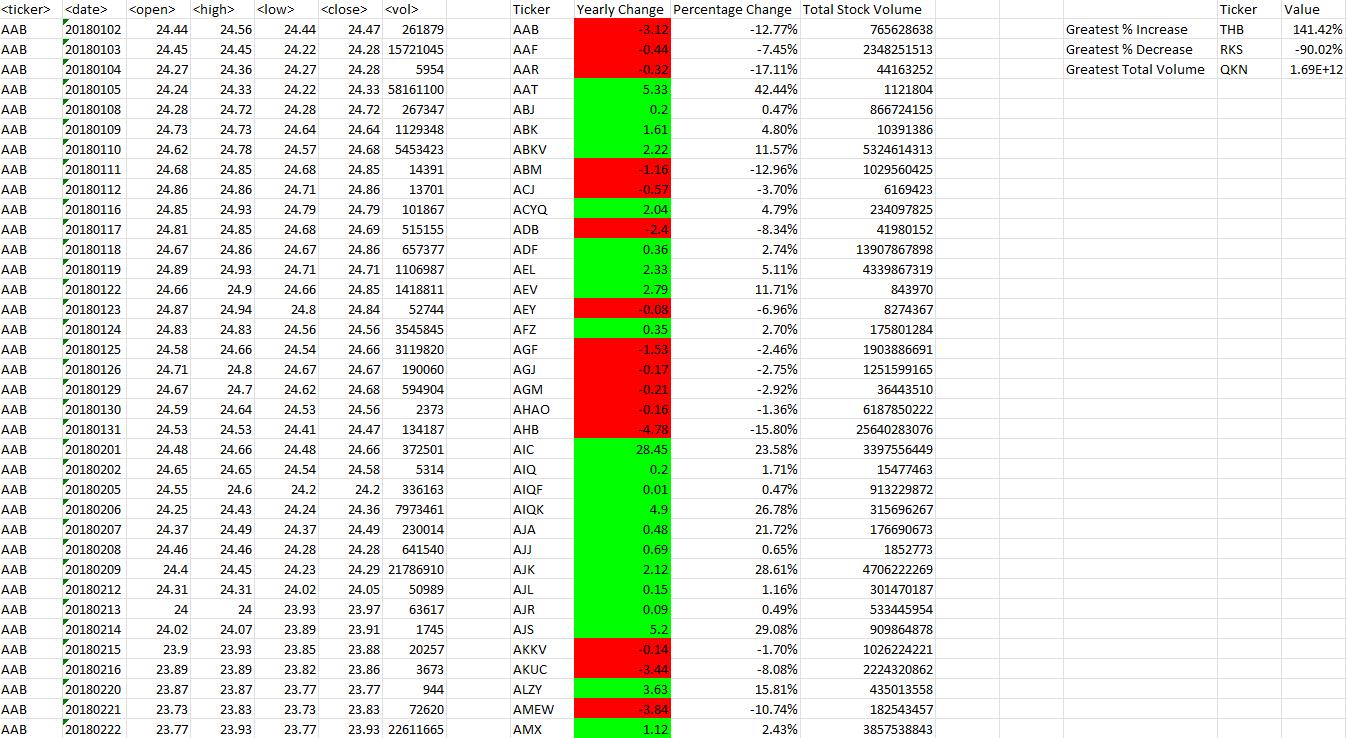 <ticker> <date> <open> <high> <low> <close> <vol> Ticker Yearly Change Percentage Change Total Stock Volume Ticker Value
AAB 20180102 24.44 24.56 24.44 24.47 261879 AAB -3.12 -12.77% 765628638 Greatest % Increase THB 141.42%
AAB 20180103 24.45 24.45 24.22 24.28 15721045 AAF -0.44 -7.45% 2348251513 Greatest % Decrease RKS -90.02%
AAB 20180104 24.27 24.36 24.27 24.28 5954 AAR -0.32 -17.11% 44163252 Greatest Total Volume QKN 1.69E+12
AAB 20180105 24.24 24.33 24.22 24.33 58161100 AAT 5.33 42.44% 1121804
AAB 20180108 24.28 24.72 24.28 24.72 267347 ABJ 0.2 0.47% 866724156
AAB 20180109 24.73 24.73 24.64 24.64 1129348 ABK 1.61 4.80% 10391386
AAB 20180110 24.62 24.78 24.57 24.68 5453423 ABKV 2.22 11.57% 5324614313
AAB 20180111 24.68 24.85 24.68 24.85 14391 ABM -1.16 -12.96% 1029560425
AAB 20180112 24.86 24.86 24.71 24.86 13701 ACJ -0.57 -3.70% 6169423
AAB 20180116 24.85 24.93 24.79 24.79 101867 ACYQ 2.04 4.79% 234097825
AAB 20180117 24.81 24.85 24.68 24.69 515155 ADB -2.4 -8.34% 41980152
AAB 20180118 24.67 24.86 24.67 24.86 657377 ADF 0.36 2.74% 13907867898
AAB 20180119 24.89 24.93 24.71 24.71 1106987 AEL 2.33 5.11% 4339867319
AAB 20180122 24.66 24.9 24.66 24.85 1418811 AEV 2.79 11.71% 843970
AAB 20180123 24.87 24.94 24.8 24.84 52744 AEY -0.08 -6.96% 8274367
AAB 20180124 24.83 24.83 24.56 24.56 3545845 AFZ 0.35 2.70% 175801284
AAB 20180125 24.58 24.66 24.54 24.66 3119820 AGF -1.53 -2.46% 1903886691
AAB 20180126 24.71 24.8 24.67 24.67 190060 AGJ -0.17 -2.75% 1251599165
AAB 20180129 24.67 24.7 24.62 24.68 594904 AGM -0.21 -2.92% 36443510
AAB 20180130 24.59 24.64 24.53 24.56 2373 AHAO -0.16 -1.36% 6187850222
AAB 20180131 24.53 24.53 24.41 24.47 134187 AHB -4.78 -15.80% 25640283076
AAB 20180201 24.48 24.66 24.48 24.66 372501 AIC 28.45 23.58% 3397556449
AAB 20180202 24.65 24.65 24.54 24.58 5314 AIQ 0.2 1.71% 15477463
AAB 20180205 24.55 24.6 24.2 24.2 336163 AIQF 0.01 0.47% 913229872
AAB 20180206 24.25 24.43 24.24 24.36 7973461 AIQK 4.9 26.78% 315696267
AAB 20180207 24.37 24.49 24.37 24.49 230014 AJA 0.48 21.72% 176690673
AAB 20180208 24.46 24.46 24.28 24.28 641540 AJJ 0.69 0.65% 1852773
AAB 20180209 24.4 24.45 24.23 24.29 21786910 AJK 2.12 28.61% 4706222269
AAB 20180212 24.31 24.31 24.02 24.05 50989 AJL 0.15 1.16% 301470187
AAB 20180213 24 24 23.93 23.97 63617 AJR 0.09 0.49% 533445954
AAB 20180214 24.02 24.07 23.89 23.91 1745 AJS 5.2 29.08% 909864878
AAB 20180215 23.9 23.93 23.85 23.88 20257 AKKV -0.14 -1.70% 1026224221
AAB 20180216 23.89 23.89 23.82 23.86 3673 AKUC -3.44 -8.08% 2224320862
AAB 20180220 23.87 23.87 23.77 23.77 944 ALZY 3.63 15.81% 435013558
AAB 20180221 23.73 23.83 23.73 23.83 72620 AMEW -3.84 -10.74% 182543457
AAB 20180222 23.77 23.93 23.77 23.93 22611665 AMX 1.12 2.43% 3857538843